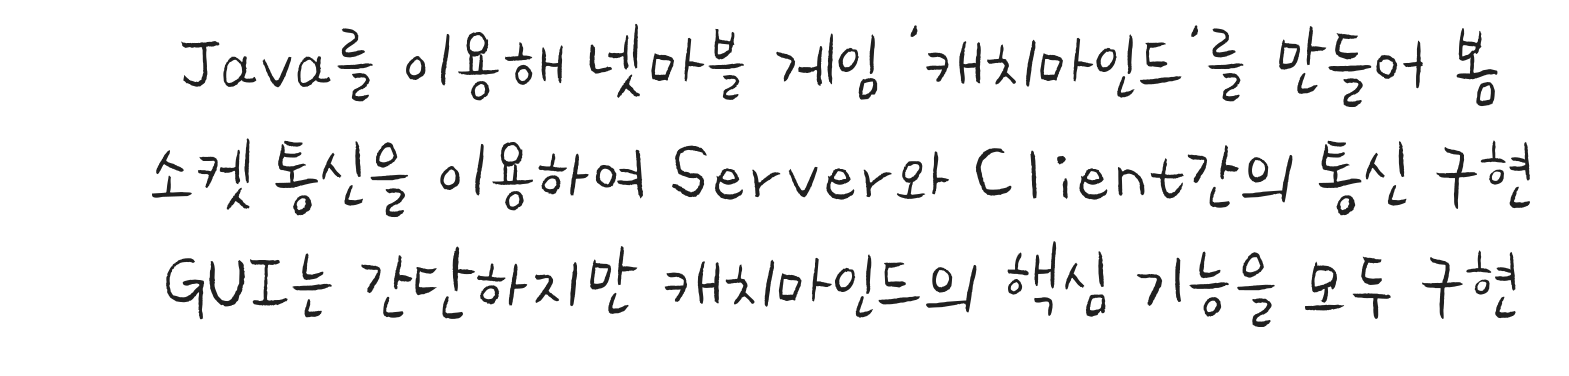 Java를 이용해 넷마블 게임 '캐치마인드'를 만들어 봄
소켓 통신을 이용하여 Server와 Client간의 통신 구현
GUI는 간단하지만 캐치마인드의 핵심 기능을 모두 구현